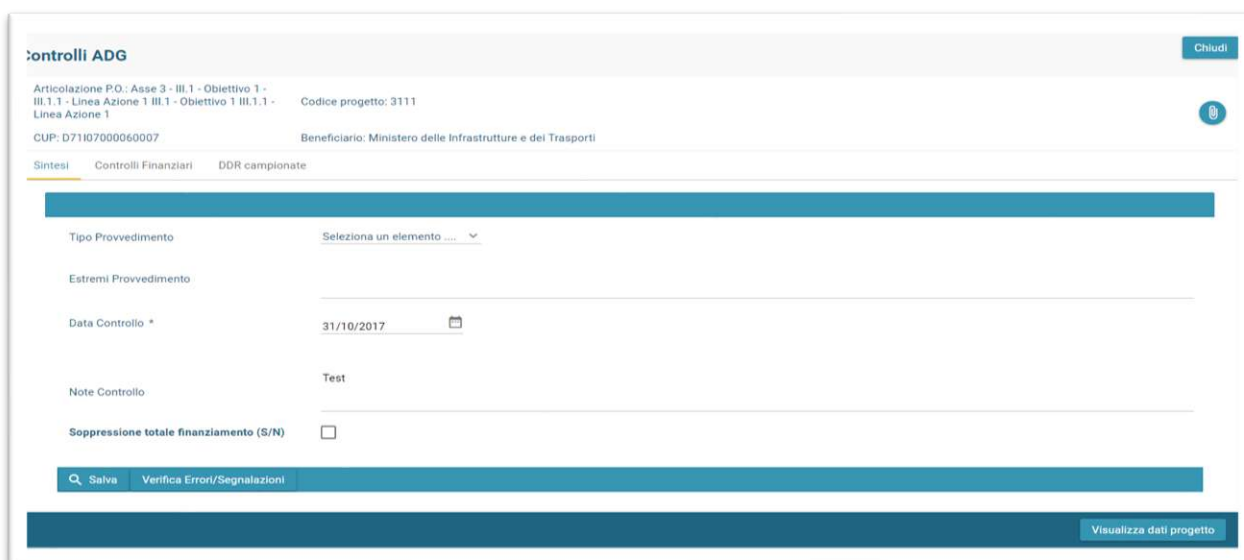 Controlli ADG
Chiudi
Articolazione P.O.: Asse 3 - III.1 - Obiettivo 1 -
III.1.1 - Linea Azione 1 III.1 - Obiettivo 1 III.1.1 -
Linea Azione 1
Codice progetto: 3111
CUP: D71I07000060007
Beneficiario: Ministero delle Infrastrutture e dei Trasporti
Sintesi Controlli Finanziari DDR campionate
Tipo Provvedimento Seleziona un elemento ....
Estremi Provvedimento
Data Controllo * 31/10/2017
Test
Note Controllo
Soppressione totale finanziamento (S/N)
Salva Verifica Errori/Segnalazioni
Visualizza dati progetto